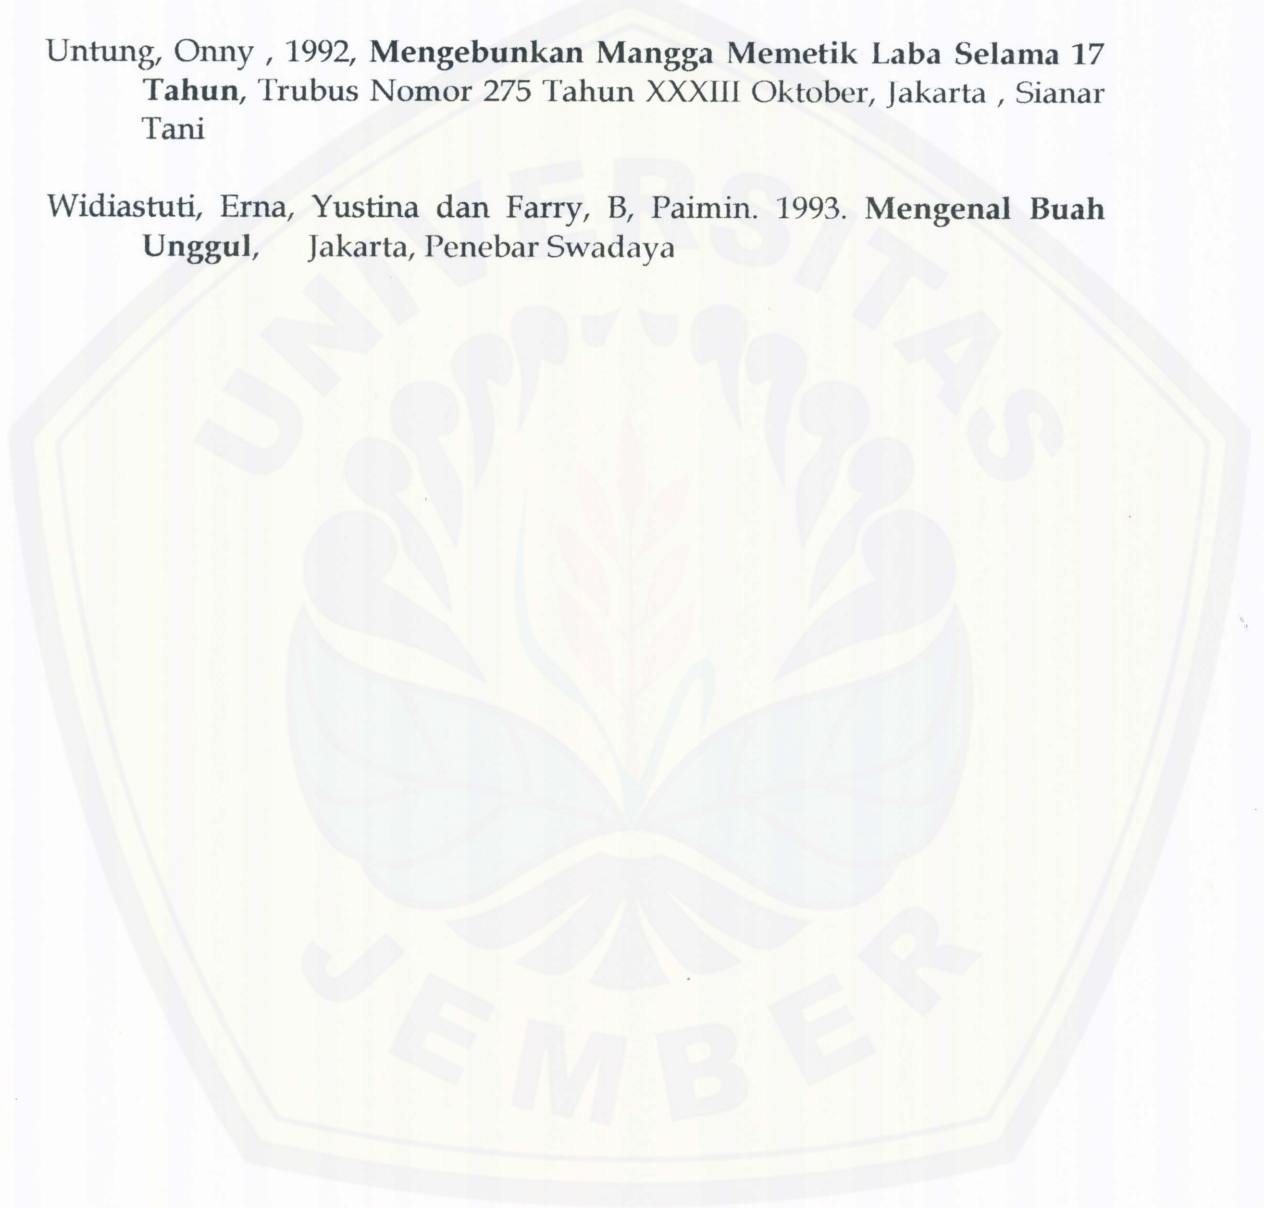 Untung, Onny , 1992, Mengebunkan Mangga Memetik Laba Selama 17
Tahun, Trubus Nomor 275 Tahun XXXIII Oktober, Jakarta , Sianar
Tani
Widiastuti, Erna, Yustina dan Farry, B, Paimin. 1993. Mengenal Buah
Unggul, Jakarta, Penebar Swadaya
UNIVERSITAS
JEMBER